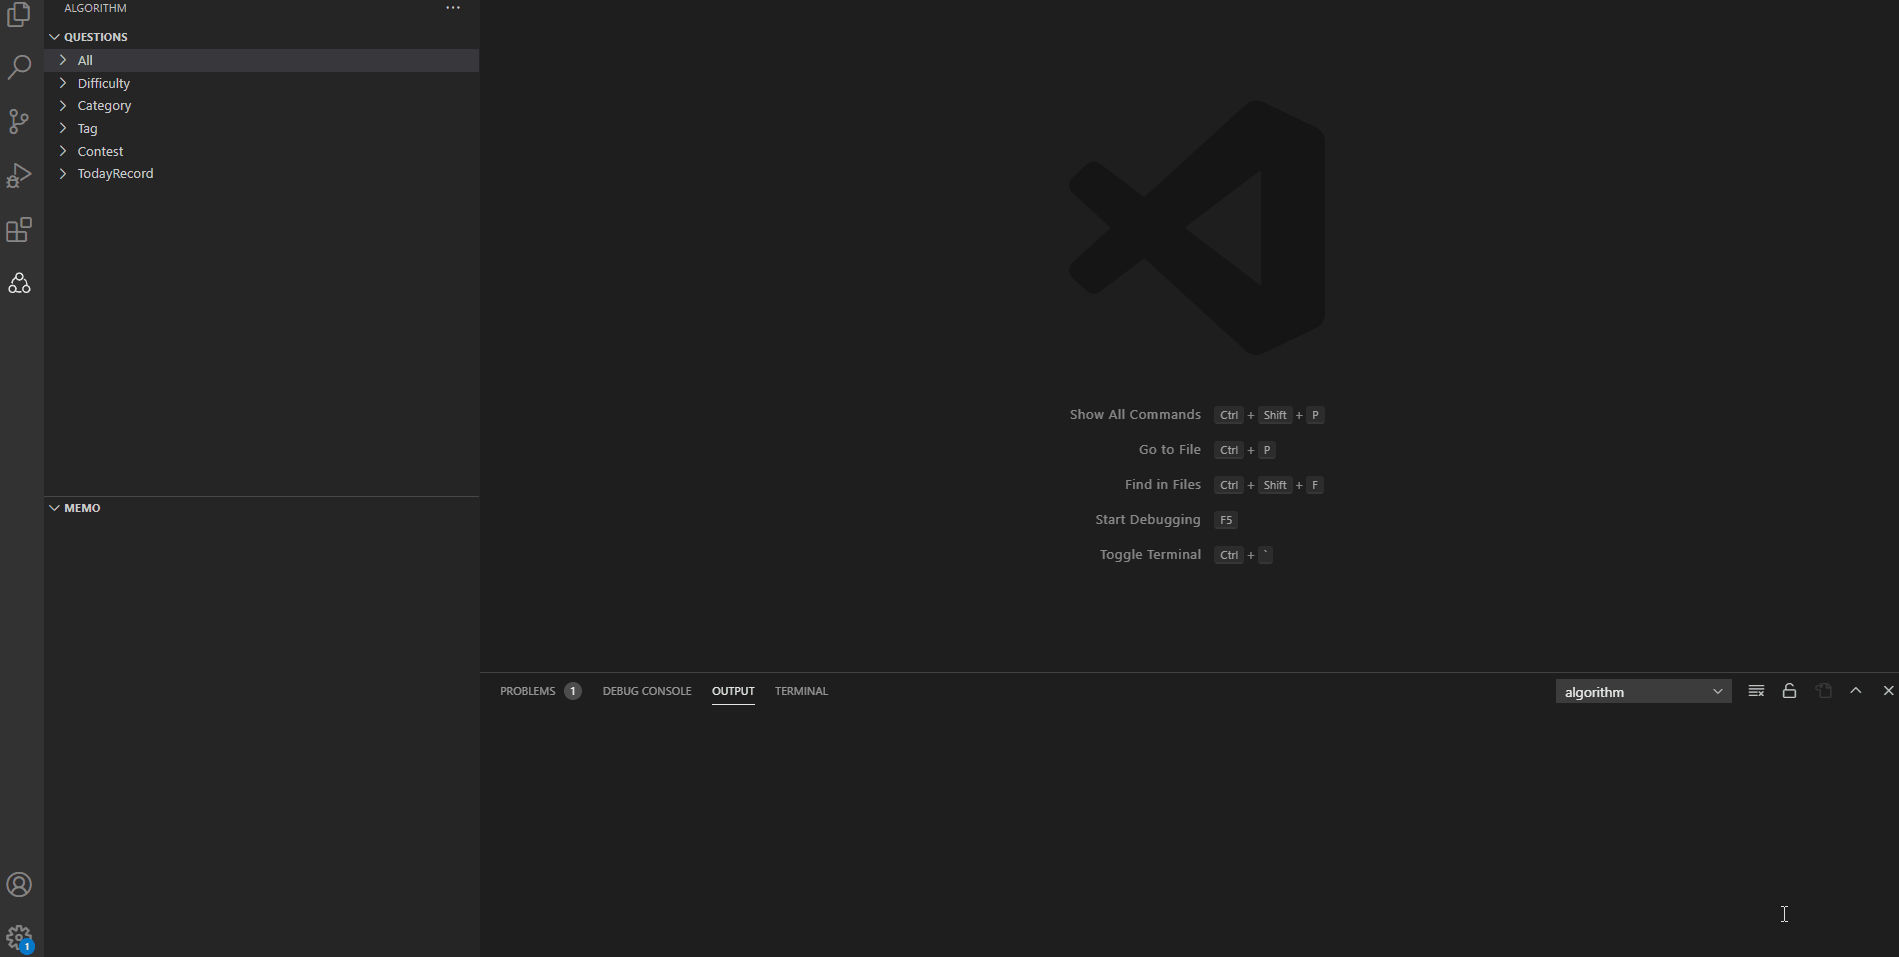 ALGORITHM
QUESTIONS
All
Difficulty
Category
Tag
Contest
TodayRecord
MEMO
1
Show All Commands Ctrl + Shift + P
Go to File Ctrl + P
Find in Files Ctrl + Shift + F
Start Debugging F5
Toggle Terminal Ctrl + `
PROBLEMS 1 DEBUG CONSOLE OUTPUT TERMINAL algorithm